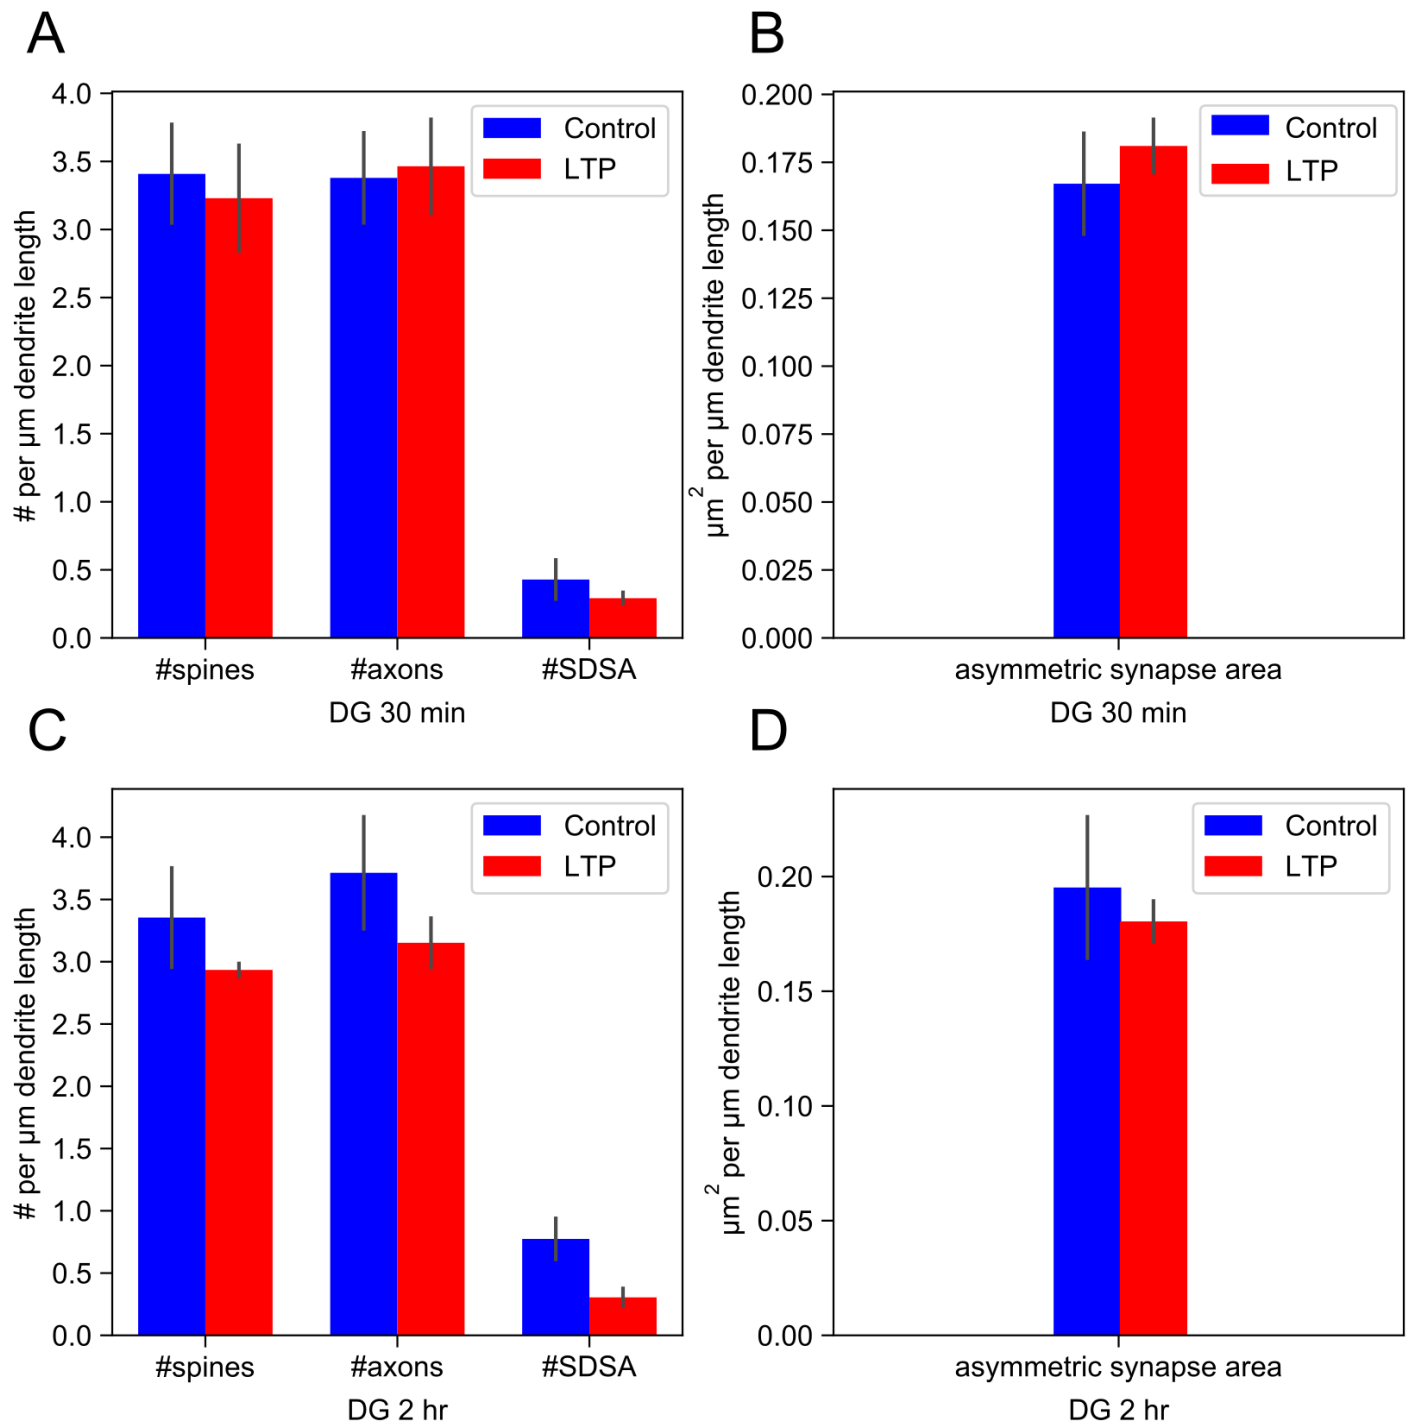 A
# per µm dendrite length
4.0
3.5
3.0
2.5
2.0
1.5
1.0
0.5
0.0
Control
LTP
#spines
#axons
#SDSA
DG 30 min
B
µm² per µm dendrite length
0.200
0.175
0.150
0.125
0.100
0.075
0.050
0.025
0.000
Control
LTP
asymmetric synapse area
DG 30 min
C
# per µm dendrite length
4.0
3.5
3.0
2.5
2.0
1.5
1.0
0.5
0.0
Control
LTP
#spines
#axons
#SDSA
DG 2 hr
D
µm² per µm dendrite length
0.20
0.15
0.10
0.05
0.00
Control
LTP
asymmetric synapse area
DG 2 hr